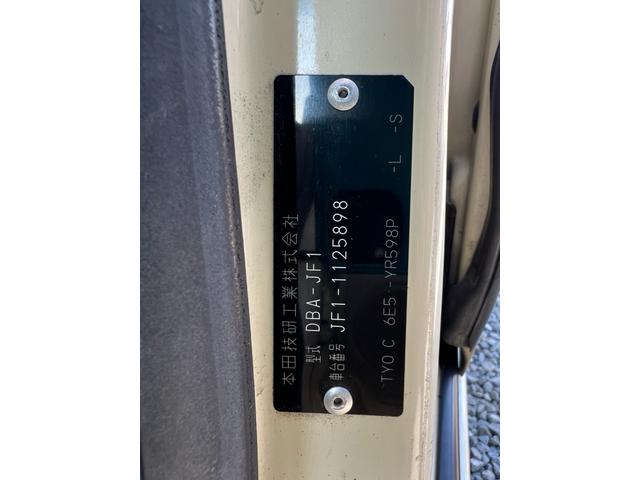 本田技研工業株式会社
型式 DBA-JF1
車台番号 JF1-1125898
TY0 C 6E5 -YR598P -L -S